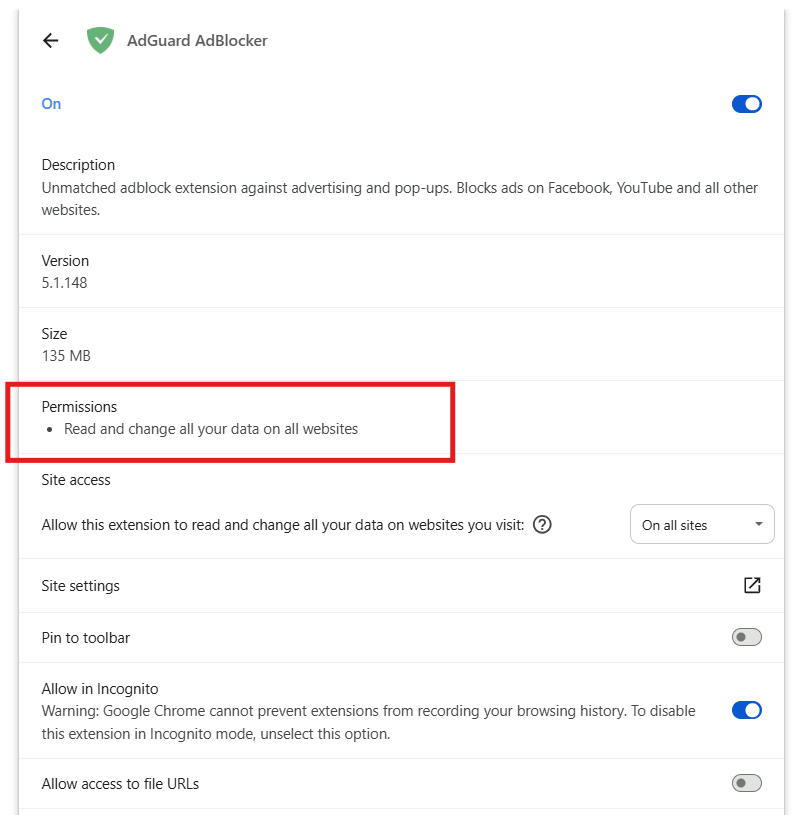 AdGuard AdBlocker
On
Description
Unmatched adblock extension against advertising and pop-ups. Blocks ads on Facebook, YouTube and all other
websites.
Version
5.1.148
Size
135 MB
Permissions
• Read and change all your data on all websites
Site access
Allow this extension to read and change all your data on websites you visit: ?
On all sites
Site settings
Pin to toolbar
Allow in Incognito
Warning: Google Chrome cannot prevent extensions from recording your browsing history. To disable
this extension in Incognito mode, unselect this option.
Allow access to file URLs